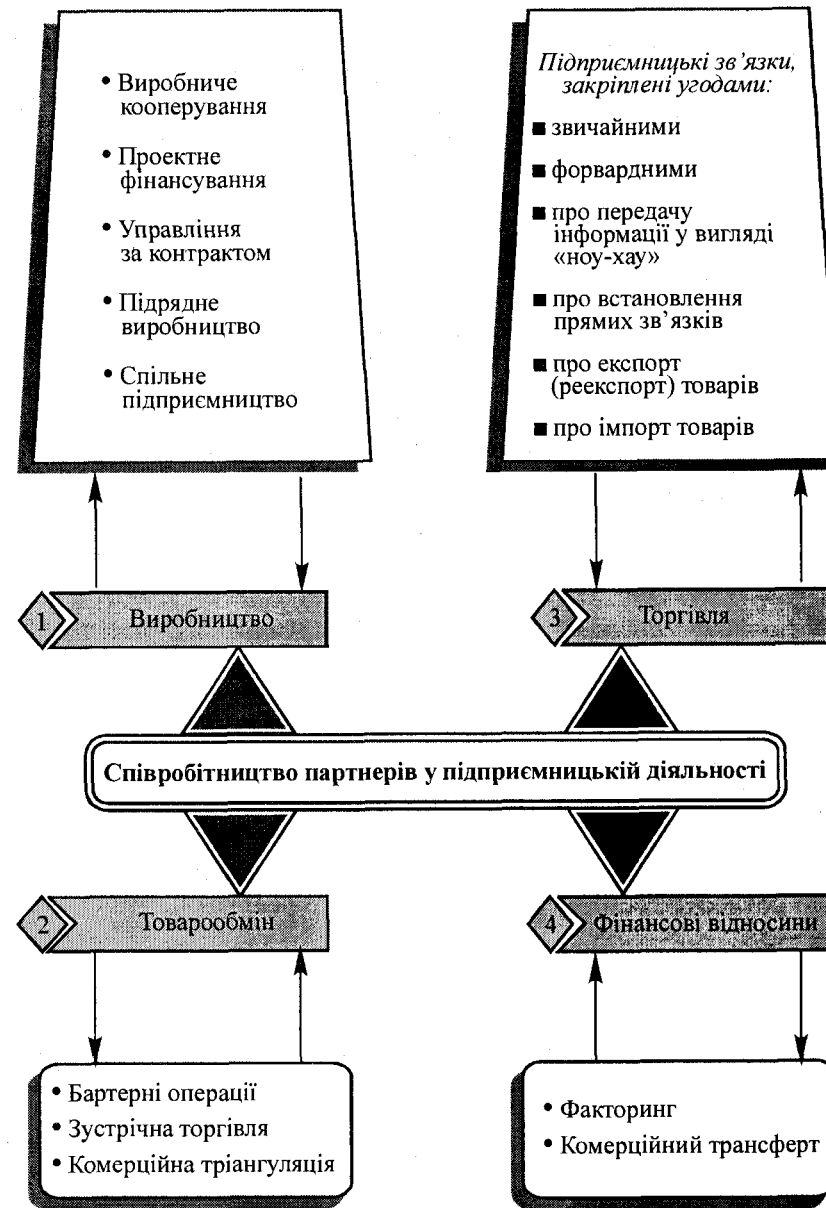 • Виробниче
кооперування
• Проектне
фінансування
• Управління
за контрактом
• Підрядне
виробництво
• Спільне
підприємництво
Підприємницькі зв’язки,
закріплені угодами:
■ звичайними
■ форвардними
■ про передачу
інформації у вигляді
«ноу-хау»
■ про встановлення
прямих зв’язків
■ про експорт
(реекспорт) товарів
■ про імпорт товарів
1 Виробництво
3 Торгівля
Співробітництво партнерів у підприємницькій діяльності
2 Товарообмін
4 Фінансові відносини
• Бартерні операції
• Зустрічна торгівля
• Комерційна тріангуляція
• Факторинг
• Комерційний трансферт